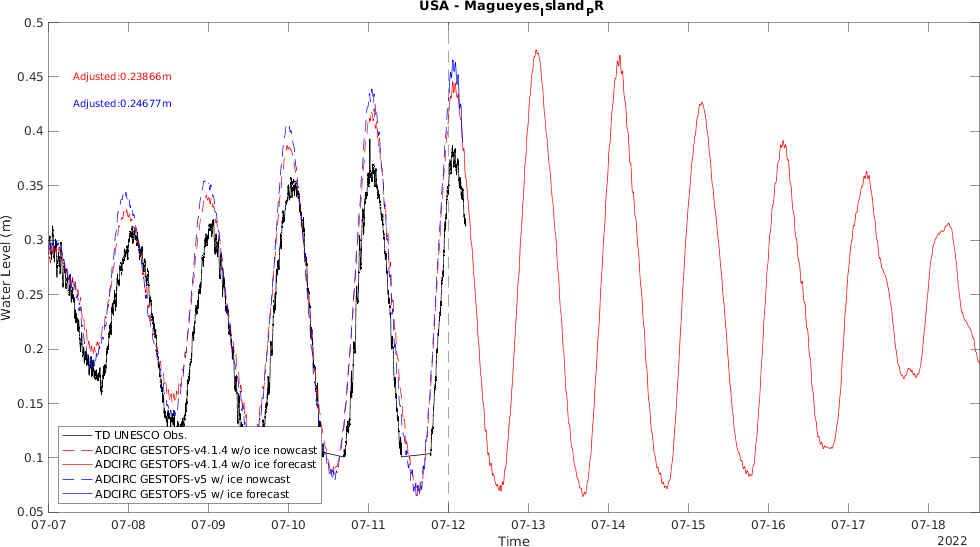 USA - Magueyes Island PR
0.5
0.45
0.4
0.35
0.3
0.25
0.2
0.15
0.1
0.05
Water Level (m)
Adjusted:0.23866m
Adjusted:0.24677m
TD UNESCO Obs.
ADCIRC GESTOFS-v4.1.4 w/o ice nowcast
ADCIRC GESTOFS-v4.1.4 w/o ice forecast
ADCIRC GESTOFS-v5 w/ ice nowcast
ADCIRC GESTOFS-v5 w/ ice forecast
07-07 07-08 07-09 07-10 07-11 07-12 07-13 07-14 07-15 07-16 07-17 07-18
Time
2022